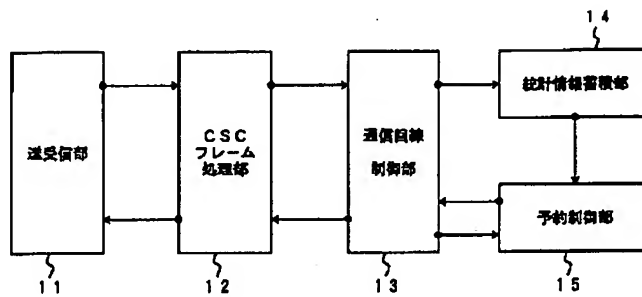 14
統計情報蓄積部
送受信部
CSC
フレーム
処理部
通信回線
制御部
予約制御部
11
12
13
15